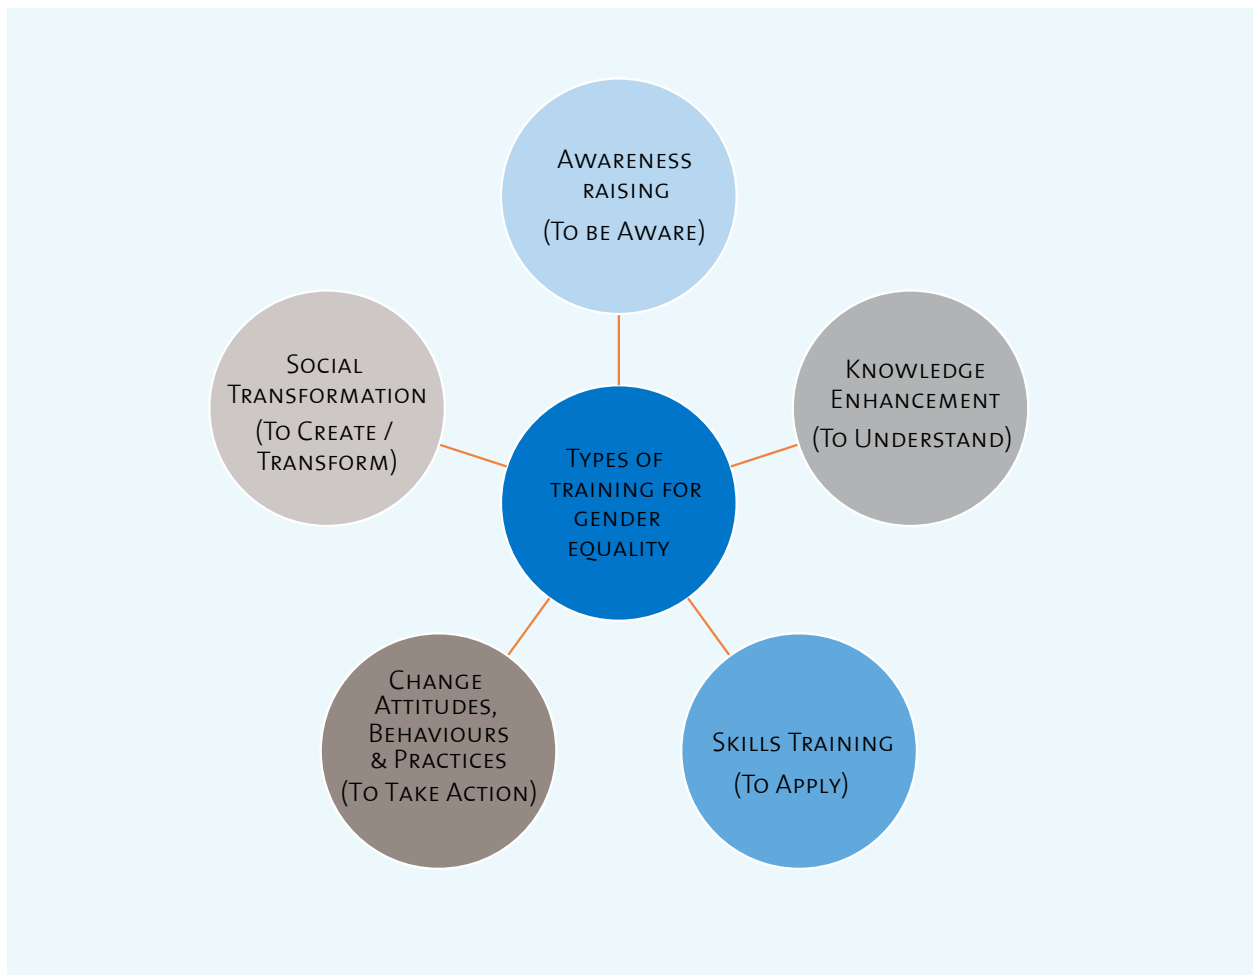 Awareness
raising
(To be Aware)
Knowledge
Enhancement
(To Understand)
Skills Training
(To Apply)
Change
Attitudes,
Behaviours
& Practices
(To Take Action)
Social
Transformation
(To Create /
Transform)
Types of
training for
gender
equality